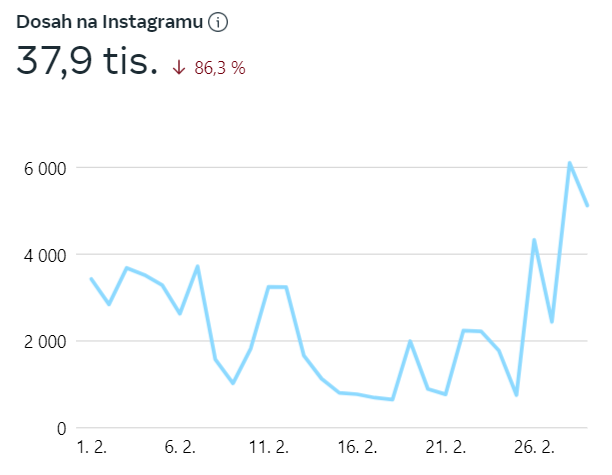 Dosah na Instagramu
37,9 tis. ↓ 86,3 %
6 000
4 000
2 000
0
1. 2. 6. 2. 11. 2. 16. 2. 21. 2. 26. 2.